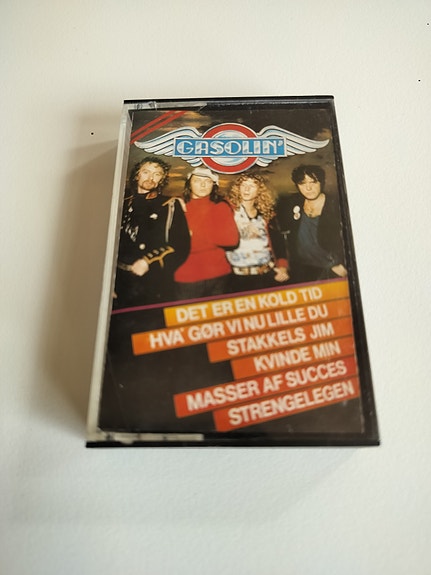 GASOLIN'
DET ER EN KOLD TID
HVA' GØR VI NU LILLE DU
STAKKELS JIM
KVINDE MIN
MASSER AF SUCCES
STRENGELEGEN